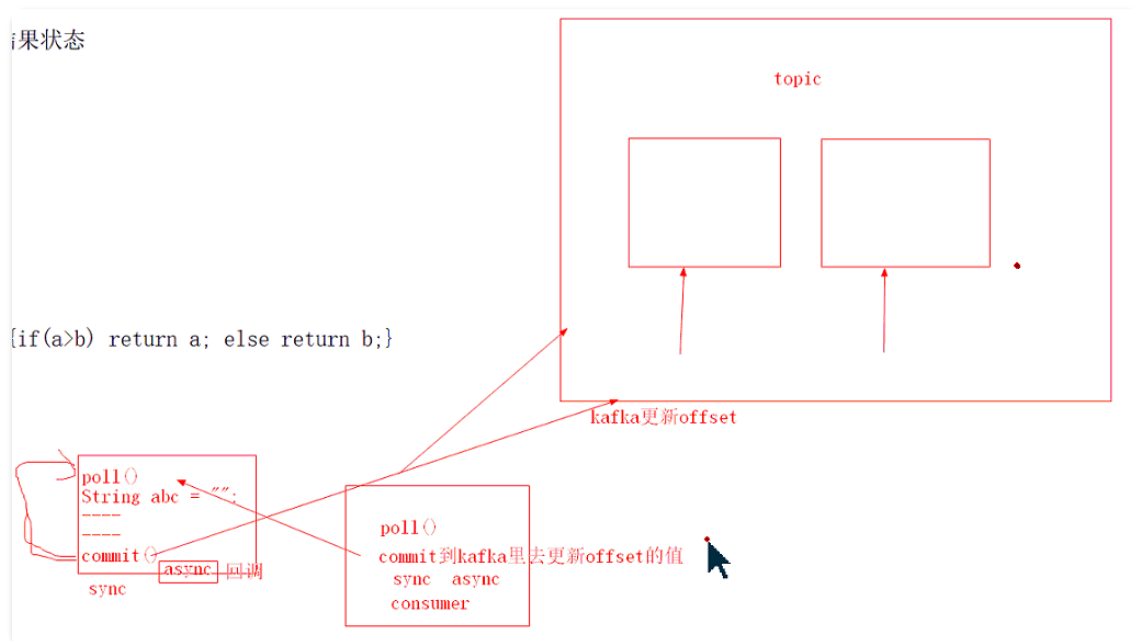 结果状态
topic
{if(a>b) return a; else return b;}
kafka更新offset
poll()
String abc = "";
----
----
commit()
async 回调
sync
poll()
commit到kafka里去更新offset的值
sync async
consumer